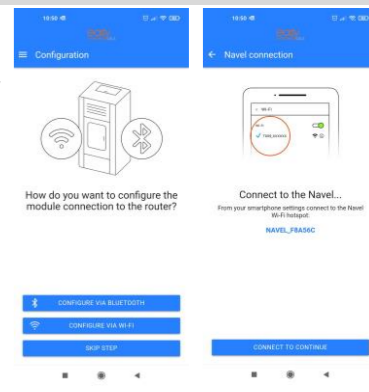 10:50
Configuration
How do you want to configure the
module connection to the router?
CONFIGURE VIA BLUETOOTH
CONFIGURE VIA WI-FI
SKIP STEP
10:50
Navel connection
Wi-Fi
Connect to the Navel...
From your smartphone settings connect to the Navel
Wi-Fi hotspot:
NAVEL_F8A56C
CONNECT TO CONTINUE